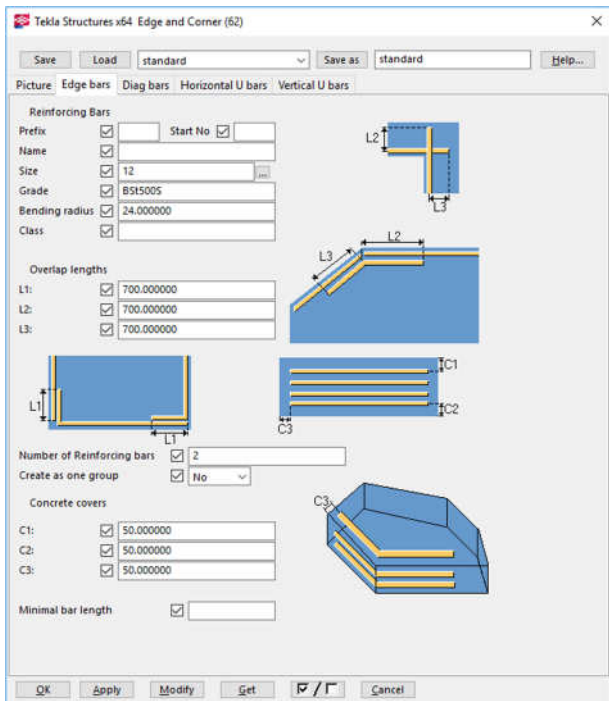 Tekla Structures x64 Edge and Corner (62)
Save Load standard Save as standard Help...
Picture Edge bars Diag bars Horizontal U bars Vertical U bars
Reinforcing Bars
Prefix Start No
Name
Size 12 ...
Grade BSt500S
Bending radius 24.000000
Class
L2
L3
Overlap lengths
L1: 700.000000
L2: 700.000000
L3: 700.000000
L3 L2
L1 L1
C1
C2
C3
Number of Reinforcing bars 2
Create as one group No
Concrete covers
C1: 50.000000
C2: 50.000000
C3: 50.000000
C3
Minimal bar length
OK Apply Modify Get / Cancel